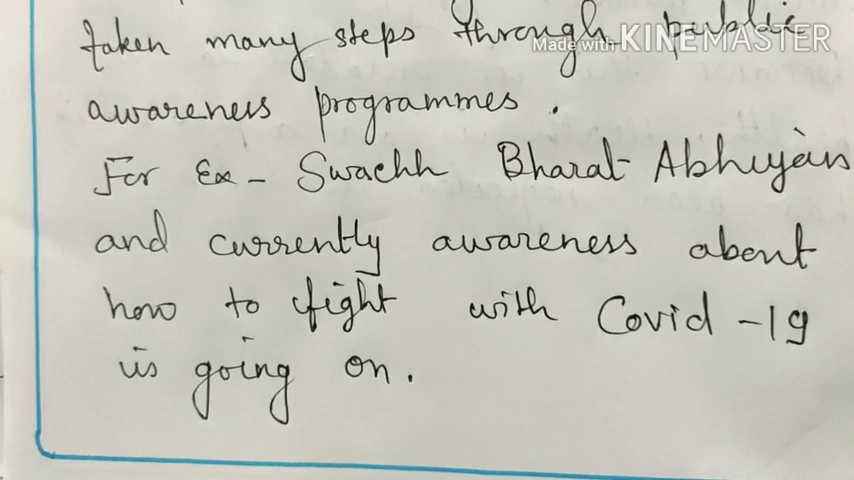 taken many steps through public
Made with KINEMASTER
awareness programmes.
For Ex- Swachh Bharat Abhiyan
and currently awareness about
how to fight with Covid-19
is going on.